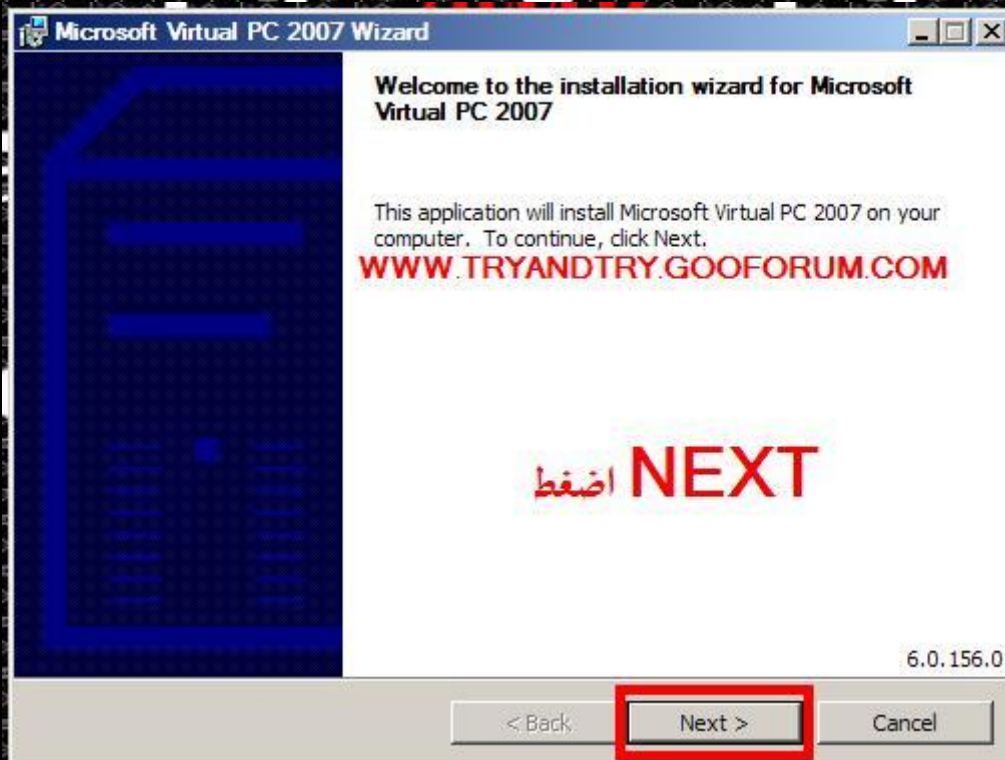 Microsoft Virtual PC 2007 Wizard
Welcome to the installation wizard for Microsoft
Virtual PC 2007
This application will install Microsoft Virtual PC 2007 on your
computer. To continue, click Next.
WWW.TRYANDTRY.GOOFORUM.COM
اضغط NEXT
6.0.156.0
< Back
Next >
Cancel